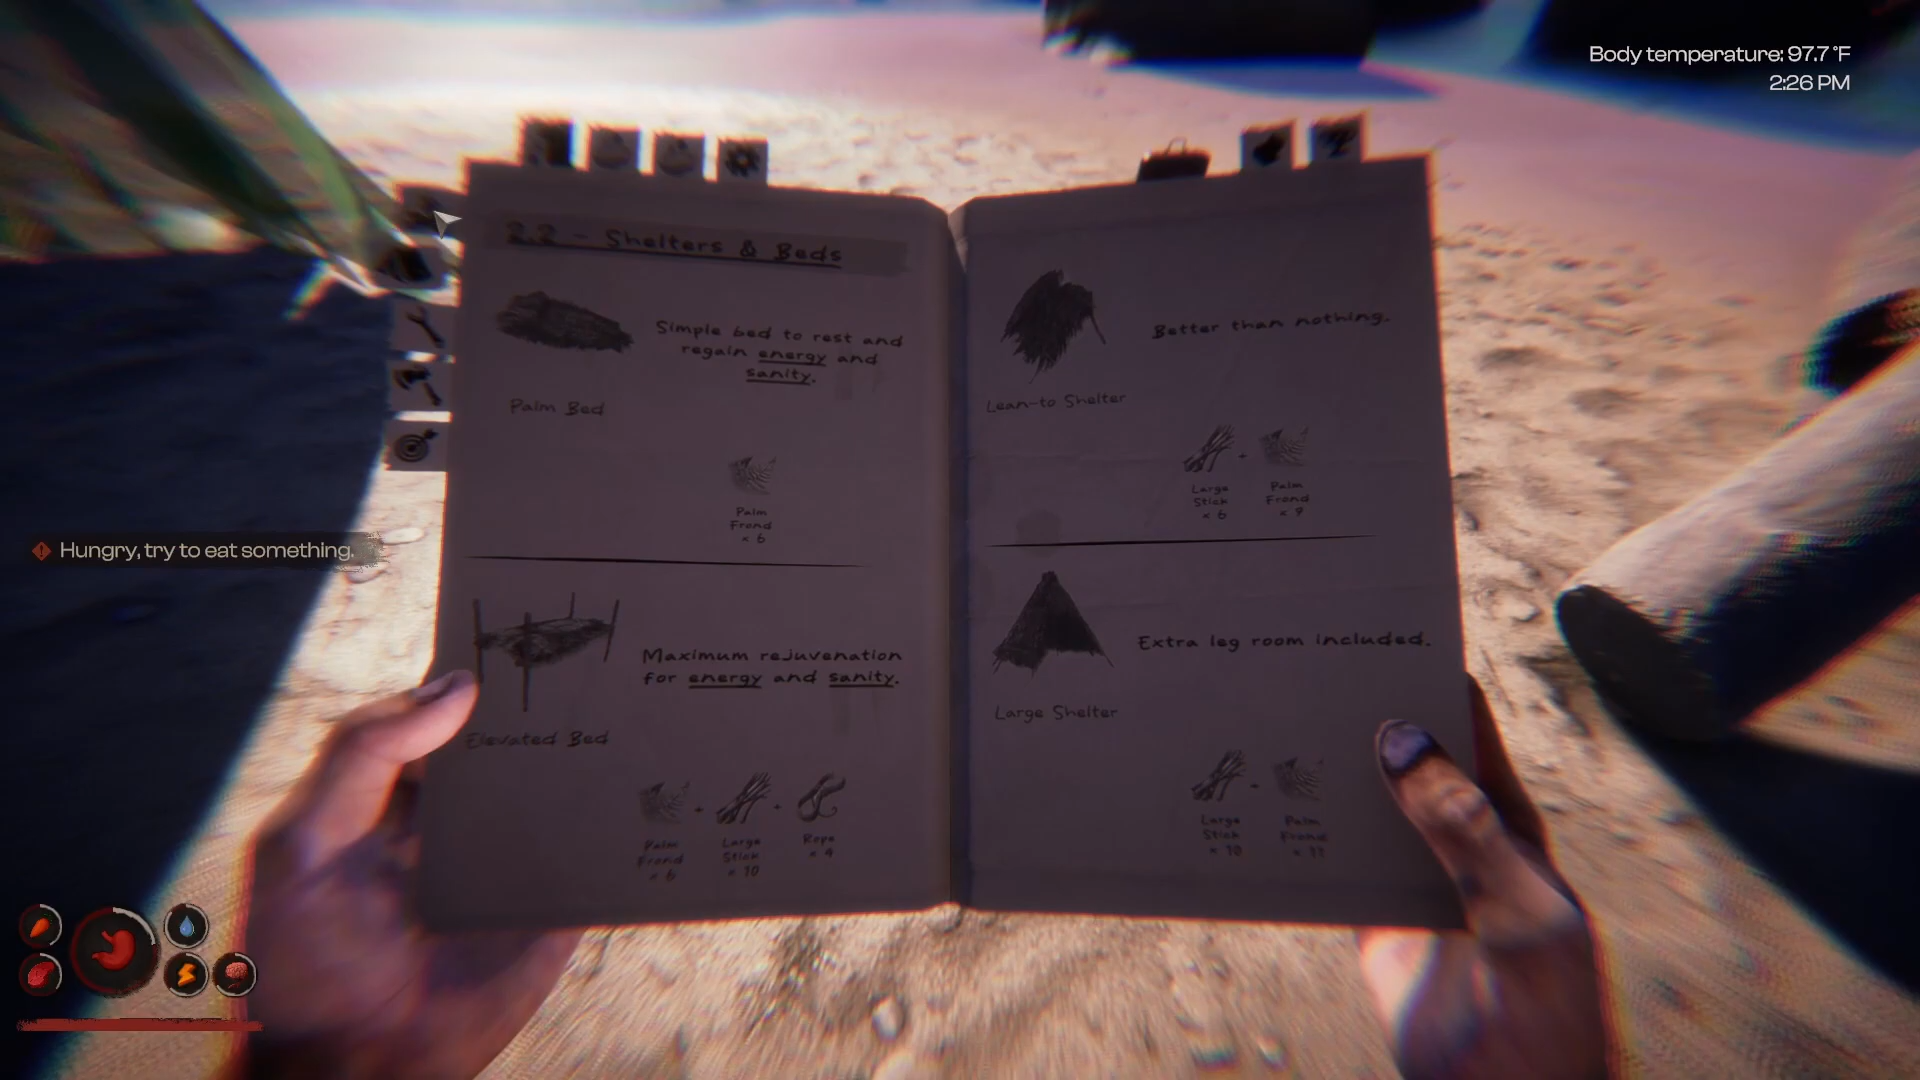 Body temperature: 97.7 °F
2:26 PM
2.2 - Shelters & Beds
Simple bed to rest and
regain energy and
sanity.
Palm Bed
Palm
Frond
× 6
Maximum rejuvenation
for energy and sanity.
Elevated Bed
Palm
Frond
× 6
Large
Stick
× 10
Rope
× 4
Better than nothing.
Lean-to Shelter
Large
Stick
× 6
Palm
Frond
× 9
Extra leg room included.
Large Shelter
Large
Stick
× 10
Palm
Frond
Hungry, try to eat something.